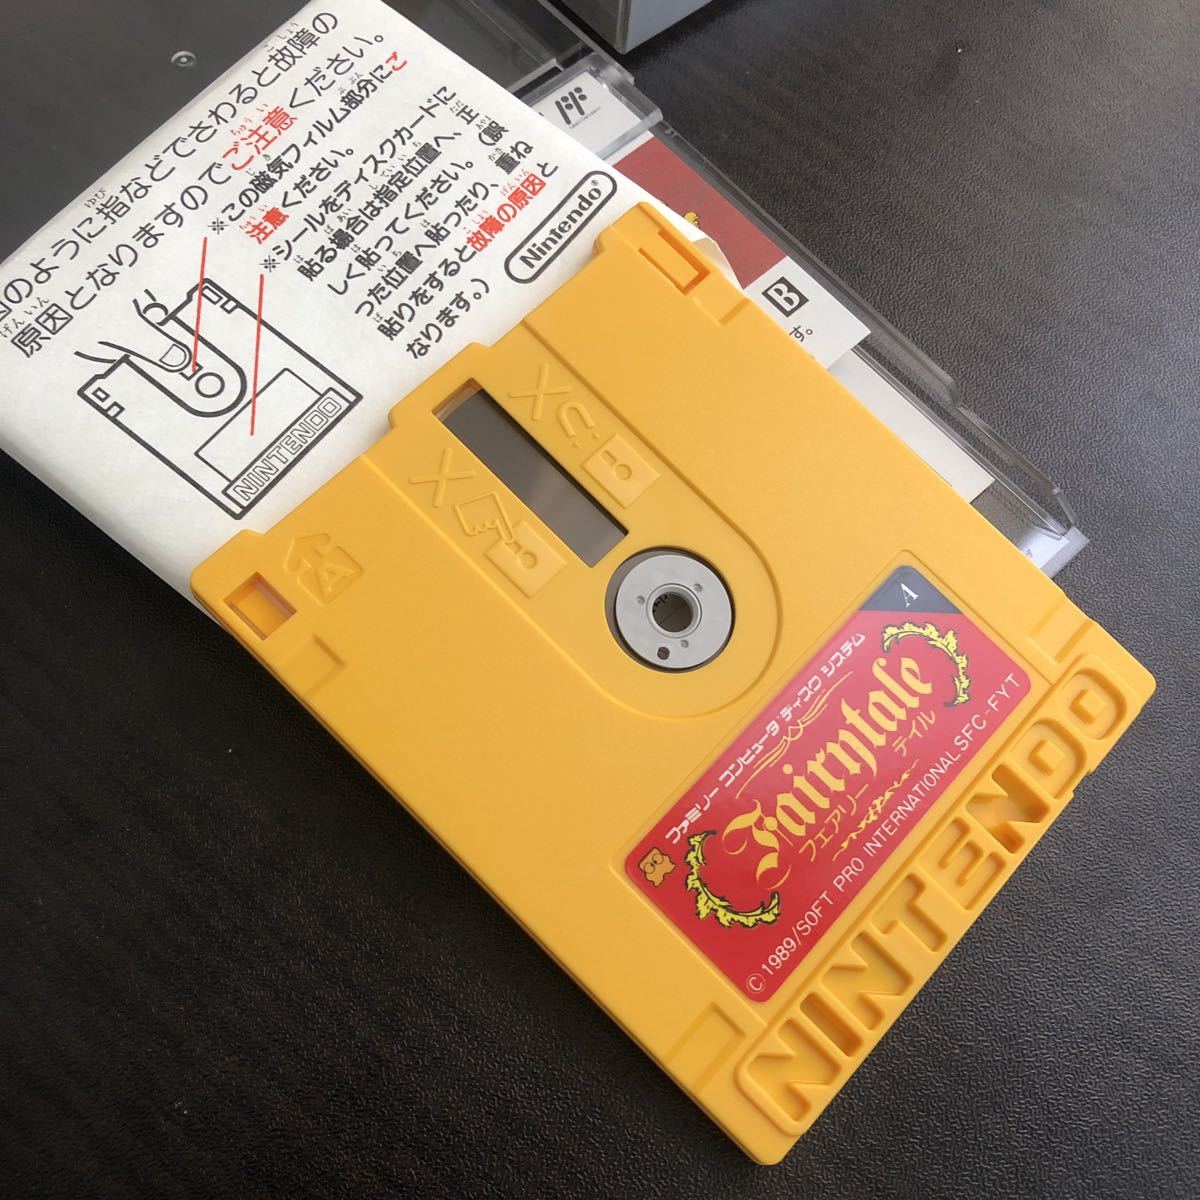 図のように指などでさわると故障の
原因となりますのでご注意ください。
※この磁気フィルム部分にご
注意ください。
※シールをディスクカードに
貼る場合は指定位置へ、正
しく貼ってください。(誤
った位置へ貼ったり、重ね
貼りをすると故障の原因と
なります。)
Nintendo®
NINTENDO
B
す。
A
A
ファミリー コンピュータ ディスク システム
Fairytale
フェアリーテイル
© 1989/SOFT PRO INTERNATIONAL SFC-FYT
NINTENDO